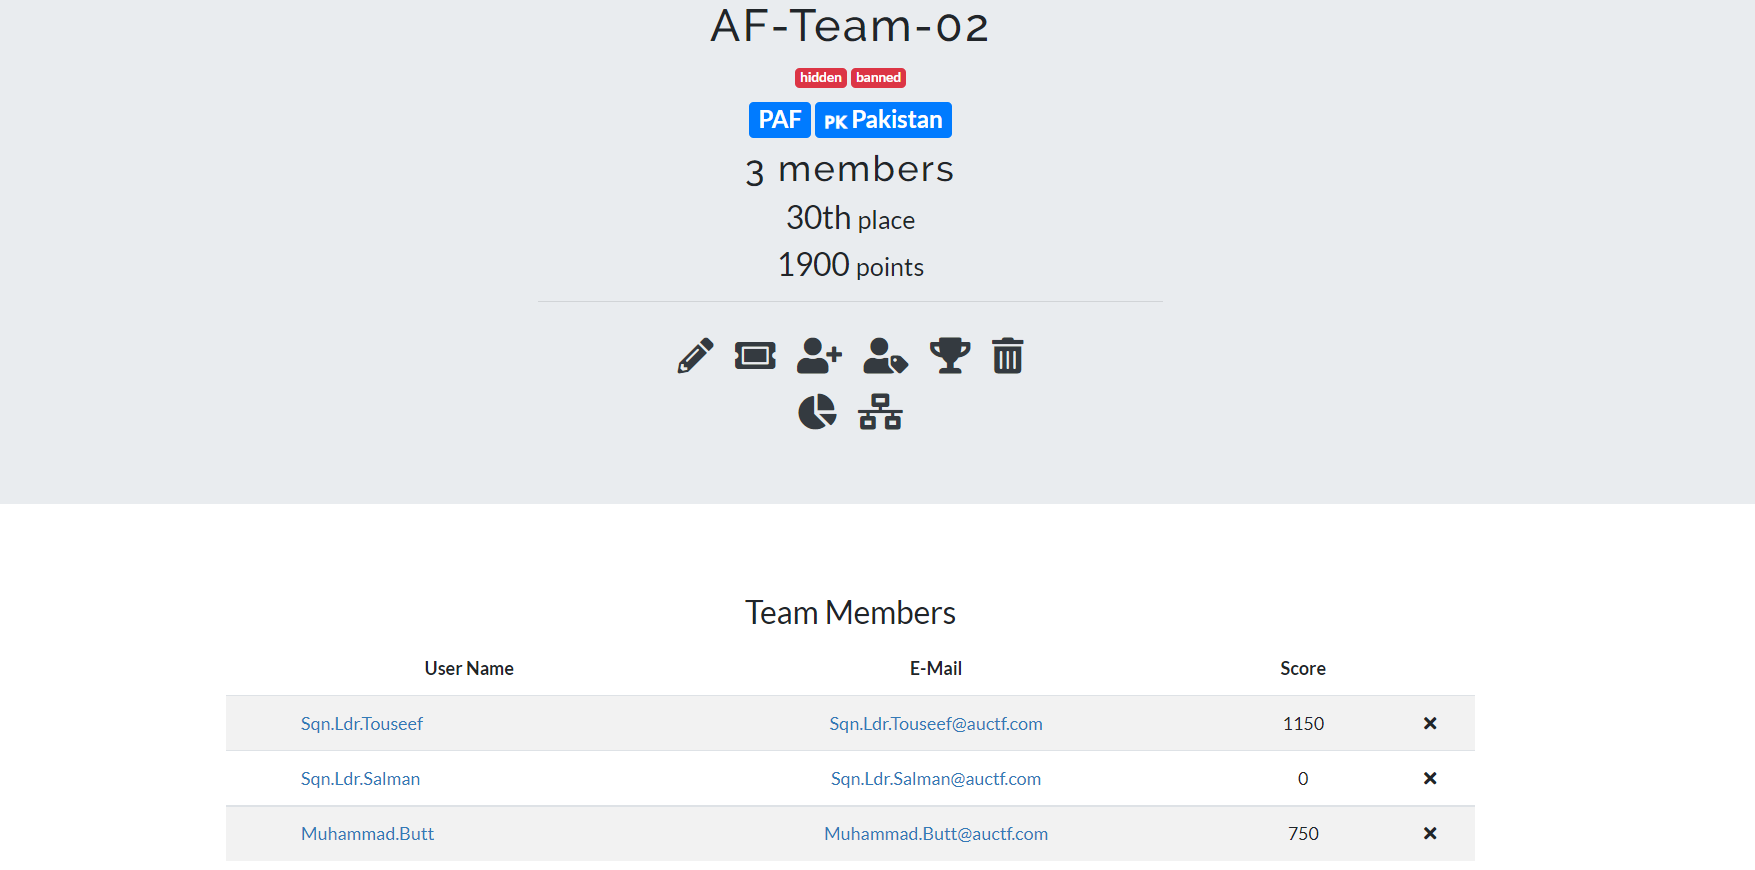 AF-Team-02
hidden banned
PAF PK Pakistan
3 members
30th place
1900 points
Team Members
User Name E-Mail Score
Sqn.Ldr.Touseef Sqn.Ldr.Touseef@auctf.com 1150
Sqn.Ldr.Salman Sqn.Ldr.Salman@auctf.com 0
Muhammad.Butt Muhammad.Butt@auctf.com 750